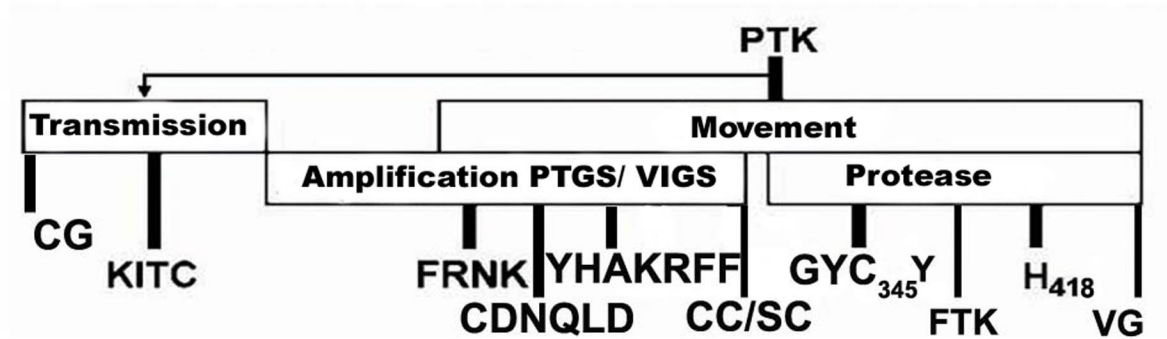 PTK
Transmission
Movement
Amplification PTGS/ VIGS
Protease
CG
KITC
FRNK
CDNQLD
YHAKRFF
CC/SC
GYC345Y
FTK
H418
VG